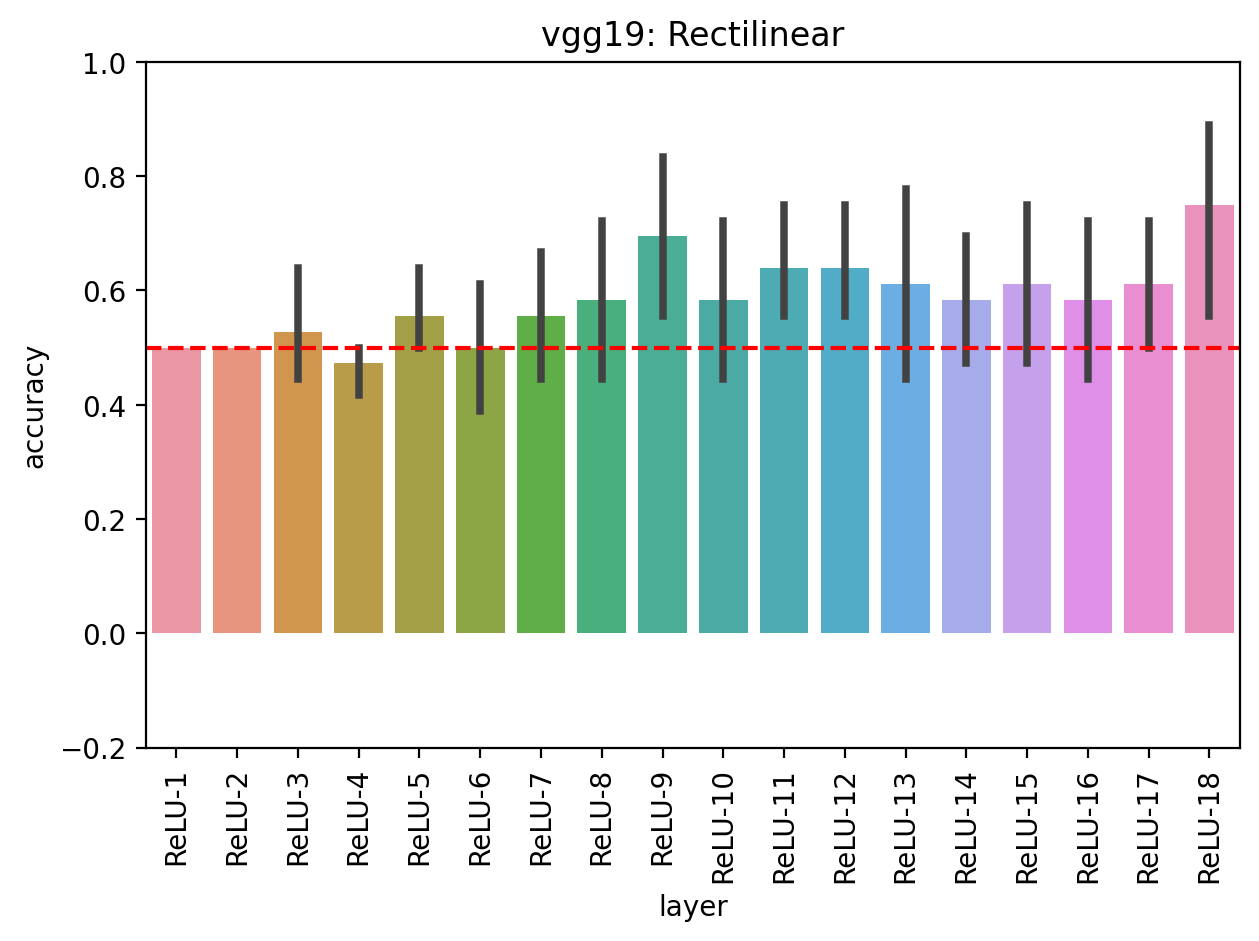 vgg19: Rectilinear
1.0
0.8
0.6
0.4
0.2
0.0
−0.2
accuracy
ReLU-1
ReLU-2
ReLU-3
ReLU-4
ReLU-5
ReLU-6
ReLU-7
ReLU-8
ReLU-9
ReLU-10
ReLU-11
ReLU-12
ReLU-13
ReLU-14
ReLU-15
ReLU-16
ReLU-17
ReLU-18
layer